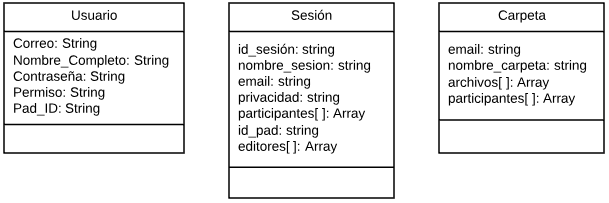 Usuario
Correo: String
Nombre_Completo: String
Contraseña: String
Permiso: String
Pad_ID: String
Sesión
id_sesión: string
nombre_sesion: string
email: string
privacidad: string
participantes[ ]: Array
id_pad: string
editores[ ]: Array
Carpeta
email: string
nombre_carpeta: string
archivos[ ]: Array
participantes[ ]: Array